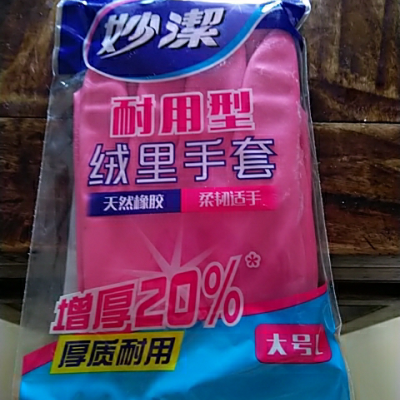 妙潔
耐用型
绒里手套
天然橡胶 柔韧适手
增厚20%*
厚质耐用
大号L